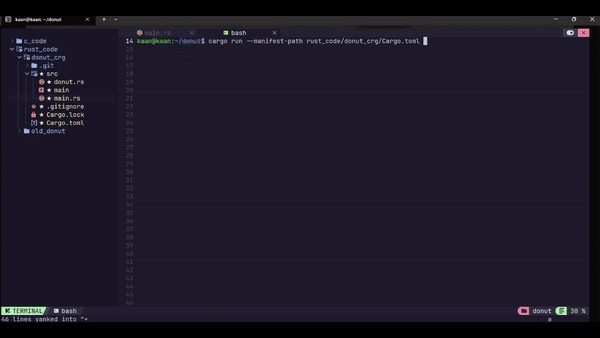 kaan@kaan: ~/donut
main.rs
bash
c_code
rust_code
donut_crg
.git
src
donut.rs
main
main.rs
.gitignore
Cargo.lock
Cargo.toml
old_donut
14 kaan@kaan:~/donut$ cargo run --manifest-path rust_code/donut_crg/Cargo.toml
15
16
17
18
19
20
21
22
23
24
25
26
27
28
29
30
31
32
33
34
35
36
37
38
39
40
41
42
43
44
45
46
TERMINAL bash donut 30 %
46 lines yanked into "+ a